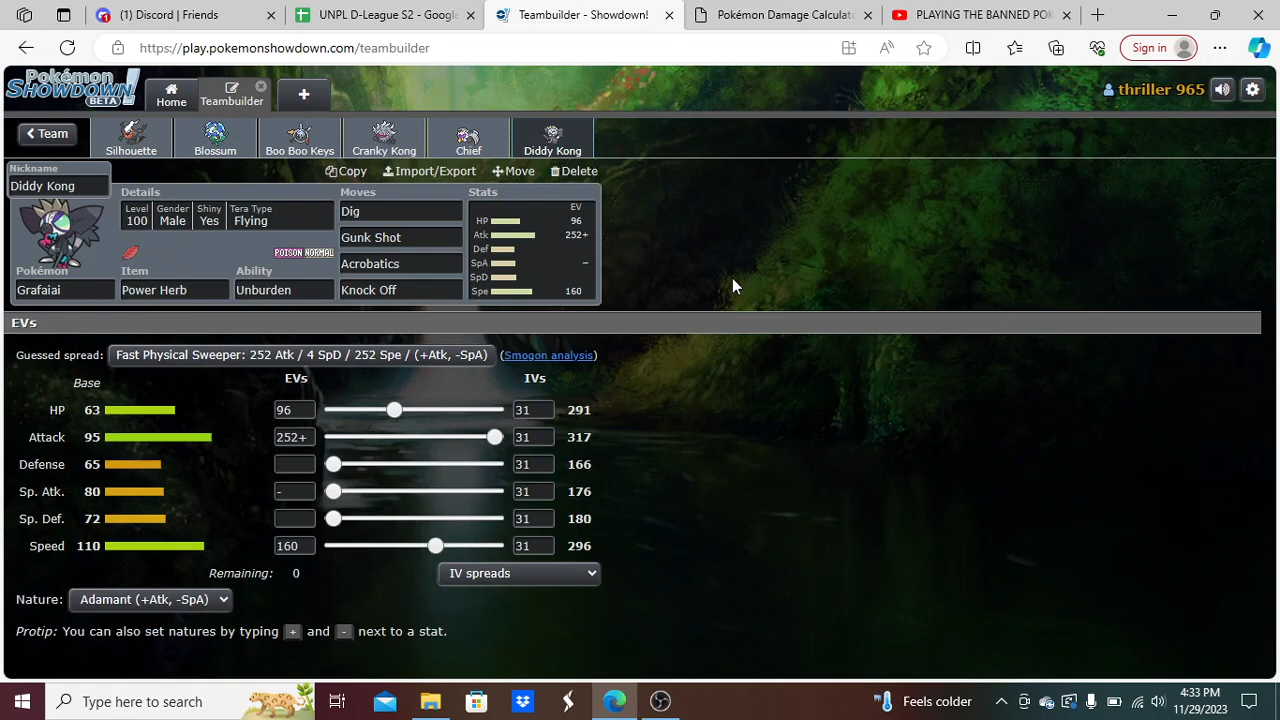 Discord | Friends
UNPL D-League S2 - Google
Teambuilder - Showdown!
Pokémon Damage Calculato
PLAYING THE BANNED POK
https://play.pokemonshowdown.com/teambuilder
Sign in
Pokémon
SHOWDOWN!
BETA
Home
Teambuilder
+
thriller 965
Team
Silhouette
Blossum
Boo Boo Keys
Cranky Kong
Chief
Diddy Kong
Nickname
Diddy Kong
Copy
Import/Export
Move
Delete
Details
Moves
Stats
Level
100
Gender
Male
Shiny
Yes
Tera Type
Flying
Dig
Gunk Shot
Acrobatics
Knock Off
EV
HP 96
Atk 252+
Def
SpA –
SpD
Spe 160
POISON NORMAL
Pokémon
Grafaiai
Item
Power Herb
Ability
Unburden
EVs
Guessed spread: Fast Physical Sweeper: 252 Atk / 4 SpD / 252 Spe / (+Atk, -SpA) (Smogon analysis)
Base EVs IVs
HP 63 96 31 291
Attack 95 252+ 31 317
Defense 65 31 166
Sp. Atk. 80 - 31 176
Sp. Def. 72 31 180
Speed 110 160 31 296
Remaining: 0 IV spreads
Nature: Adamant (+Atk, -SpA)
Protip: You can also set natures by typing + and - next to a stat.
Type here to search
Feels colder
4:33 PM
11/29/2023